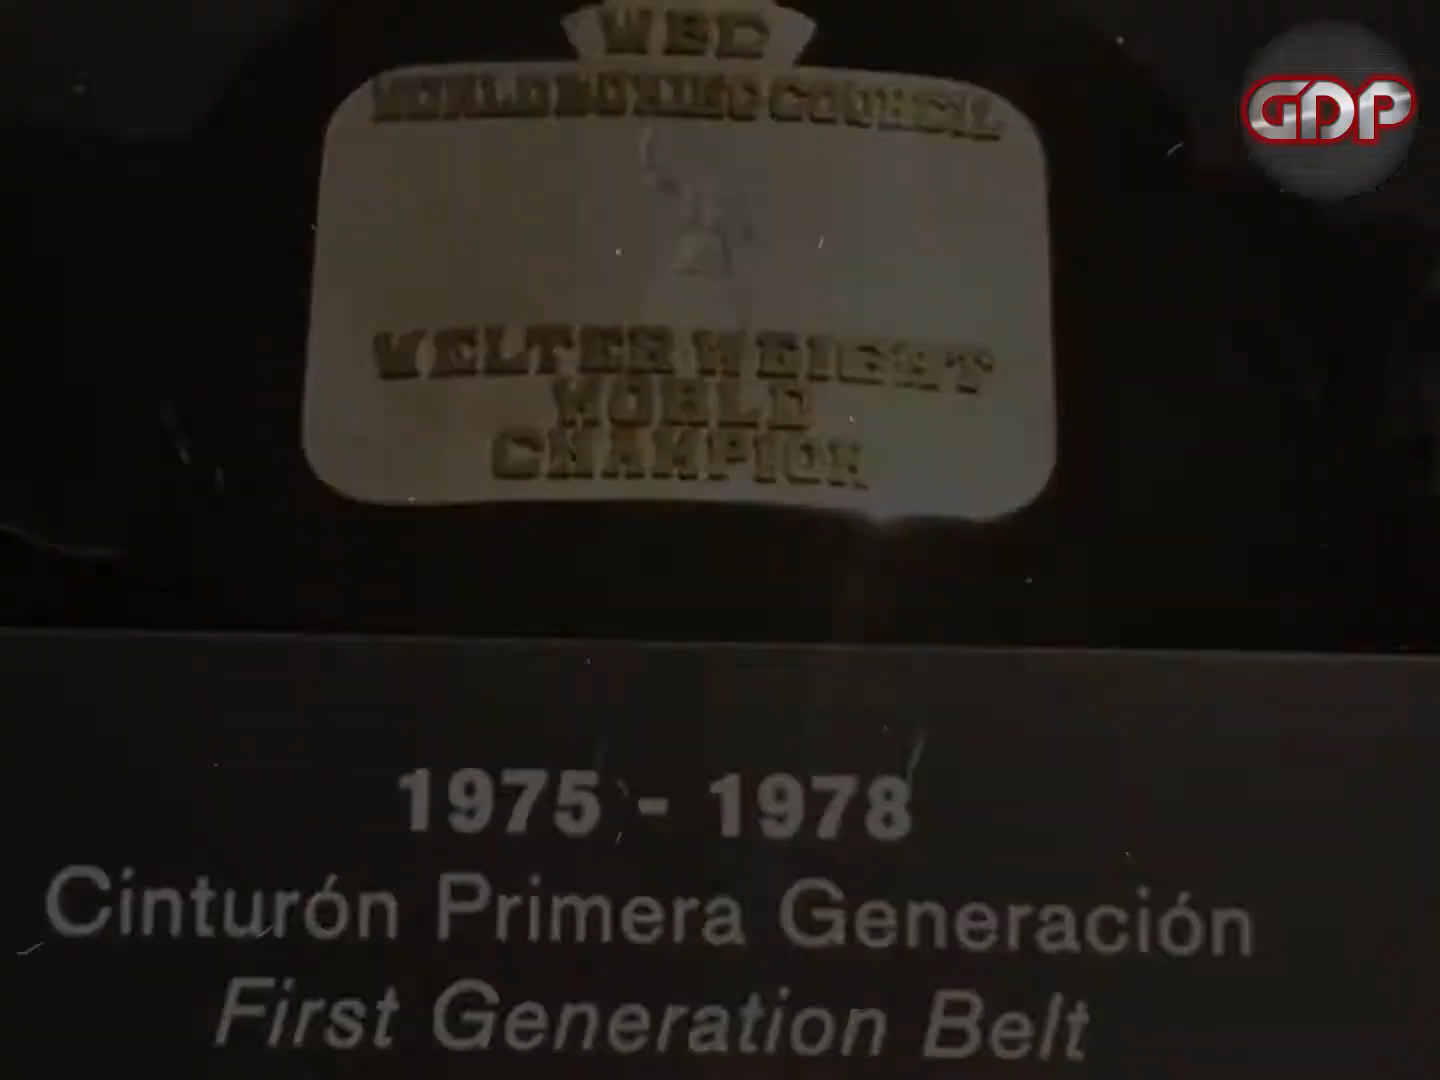 WBC
GDP
WORLD BOXING COUNCIL
WELTER WEIGHT
WORLD
CHAMPION
1975 - 1978
Cinturón Primera Generación
First Generation Belt